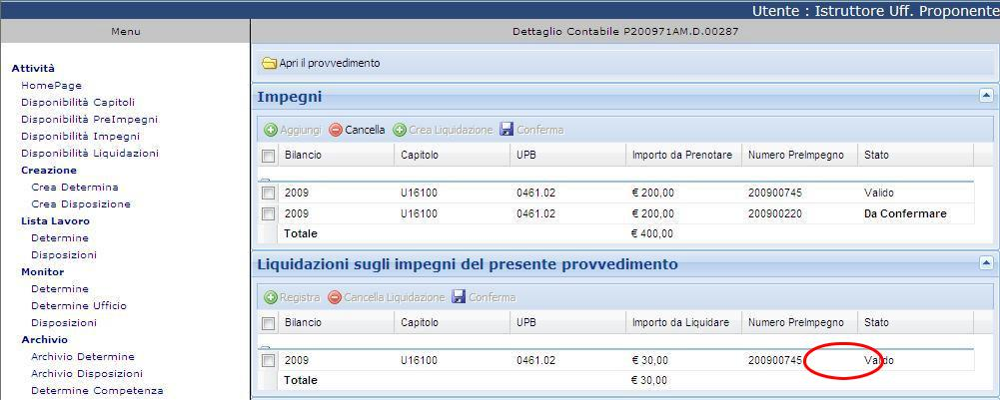 Utente : Istruttore Uff. Proponente
Menu
Dettaglio Contabile P200971AM.D.00287
Attività
HomePage
Disponibilità Capitoli
Disponibilità PreImpegni
Disponibilità Impegni
Disponibilità Liquidazioni
Creazione
Crea Determina
Crea Disposizione
Lista Lavoro
Determine
Disposizioni
Monitor
Determine
Determine Ufficio
Disposizioni
Archivio
Archivio Determine
Archivio Disposizioni
Determine Competenza
Apri il provvedimento
Impegni
Aggiungi Cancella Crea Liquidazione Conferma
Bilancio Capitolo UPB Importo da Prenotare Numero PreImpegno Stato
2009 U16100 0461.02 € 200,00 200900745 Valido
2009 U16100 0461.02 € 200,00 200900220 Da Confermare
Totale € 400,00
Liquidazioni sugli impegni del presente provvedimento
Registra Cancella Liquidazione Conferma
Bilancio Capitolo UPB Importo da Liquidare Numero PreImpegno Stato
2009 U16100 0461.02 € 30,00 200900745 Valido
Totale € 30,00